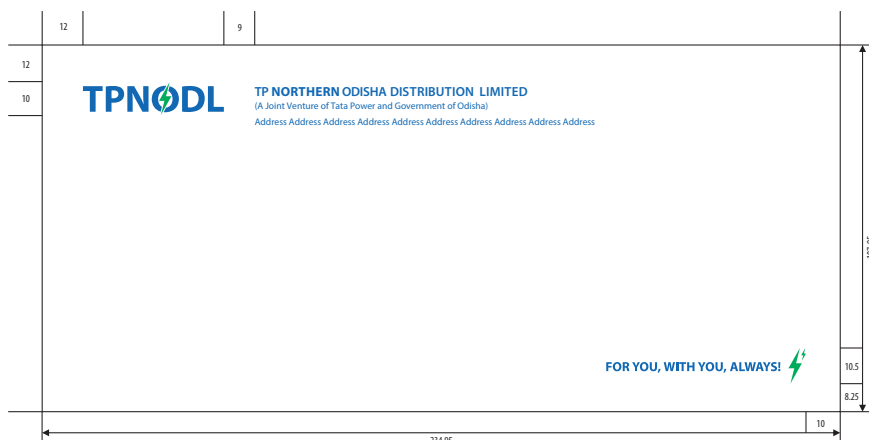 12
9
12
10
TPNODL
TP NORTHERN ODISHA DISTRIBUTION LIMITED
(A Joint Venture of Tata Power and Government of Odisha)
Address Address Address Address Address Address Address Address Address Address
FOR YOU, WITH YOU, ALWAYS!
10.5
8.25
10